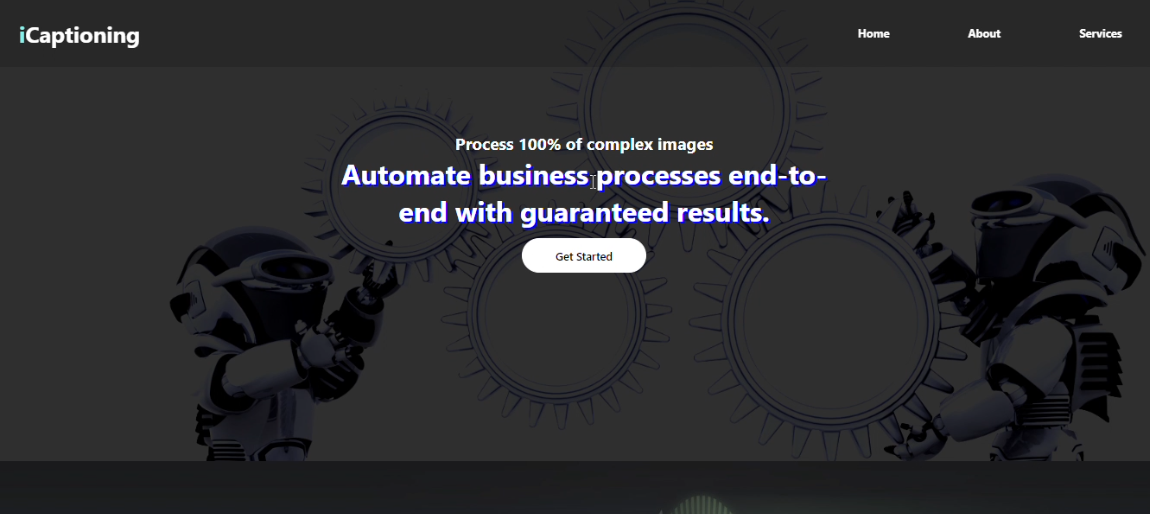 iCaptioning
Home
About
Services
Process 100% of complex images
Automate business processes end-to-
end with guaranteed results.
Get Started